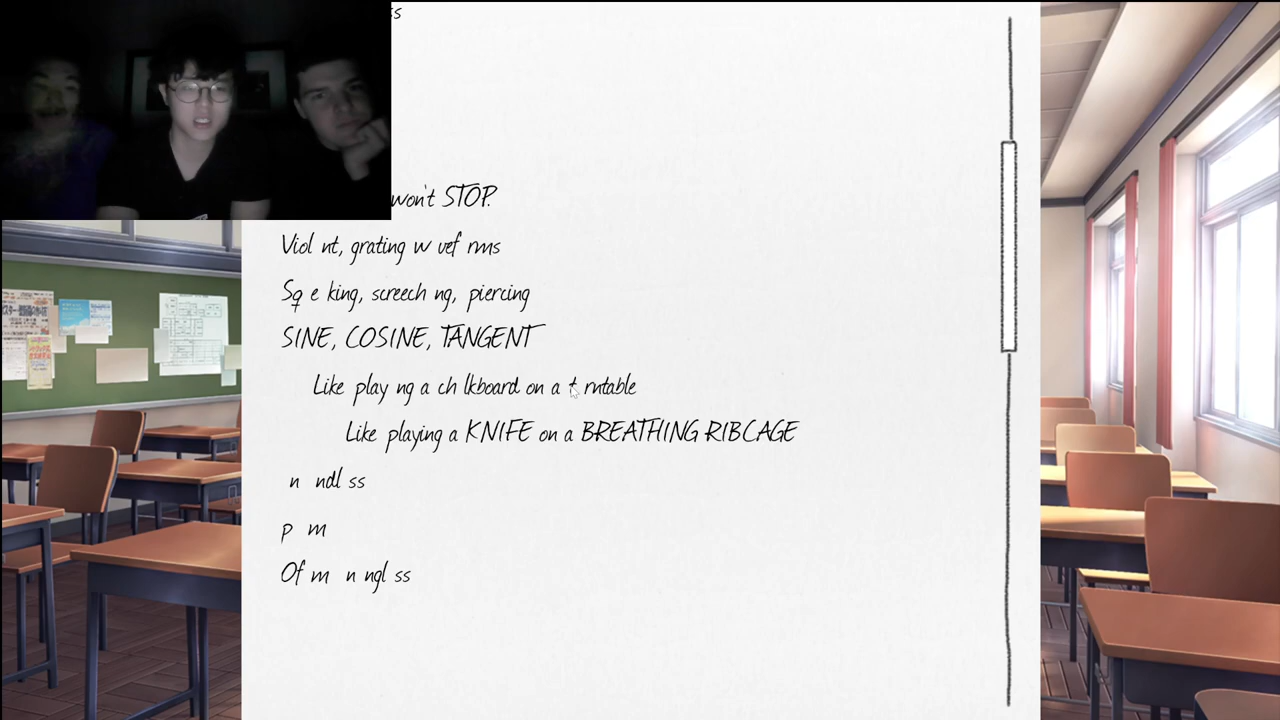 ss
won't STOP.
Viol nt, grating w vef rms
Sq e king, screech ng, piercing
SINE, COSINE, TANGENT
Like play ng a ch lkboard on a t rntable
Like playing a KNIFE on a BREATHING RIBCAGE
n ndl ss
p m
Of m n ngl ss